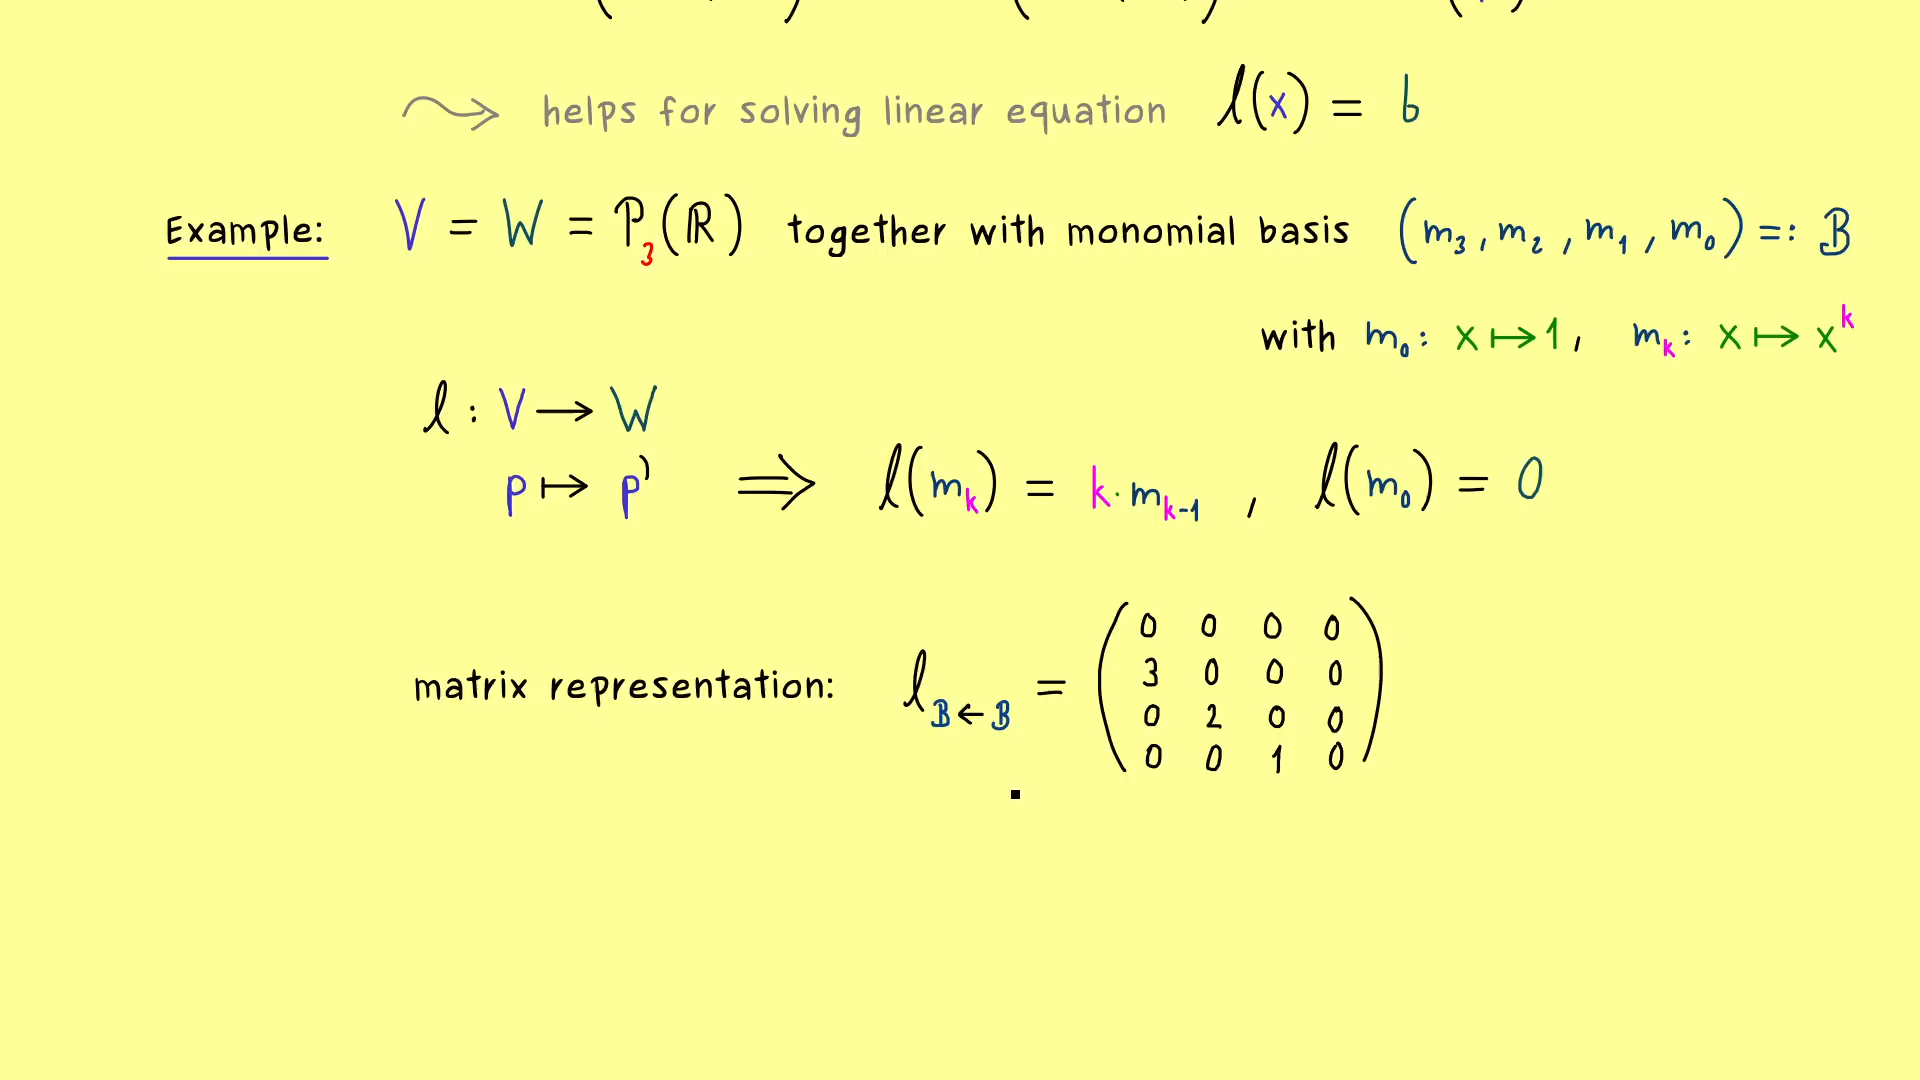 helps for solving linear equation ℓ(x) = b
Example: V = W = P₃(ℝ) together with monomial basis (m₃, m₂, m₁, m₀) =: B
with m₀: x ↦ 1, mₖ: x ↦ xᵏ
ℓ : V → W
p ↦ p' ⟹ ℓ(mₖ) = k · mₖ₋₁ , ℓ(m₀) = 0
matrix representation: ℓ_B←B =
0 0 0 0
3 0 0 0
0 2 0 0
0 0 1 0